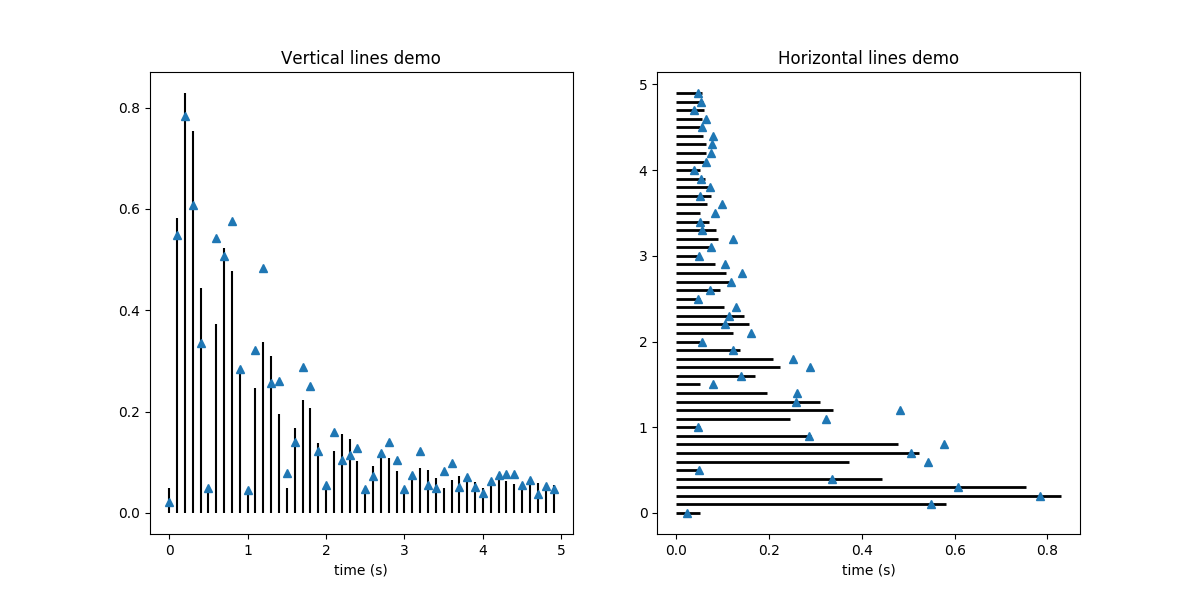 Vertical lines demo
0.8
0.6
0.4
0.2
0.0
0 1 2 3 4 5
time (s)
Horizontal lines demo
5
4
3
2
1
0
0.0 0.2 0.4 0.6 0.8
time (s)